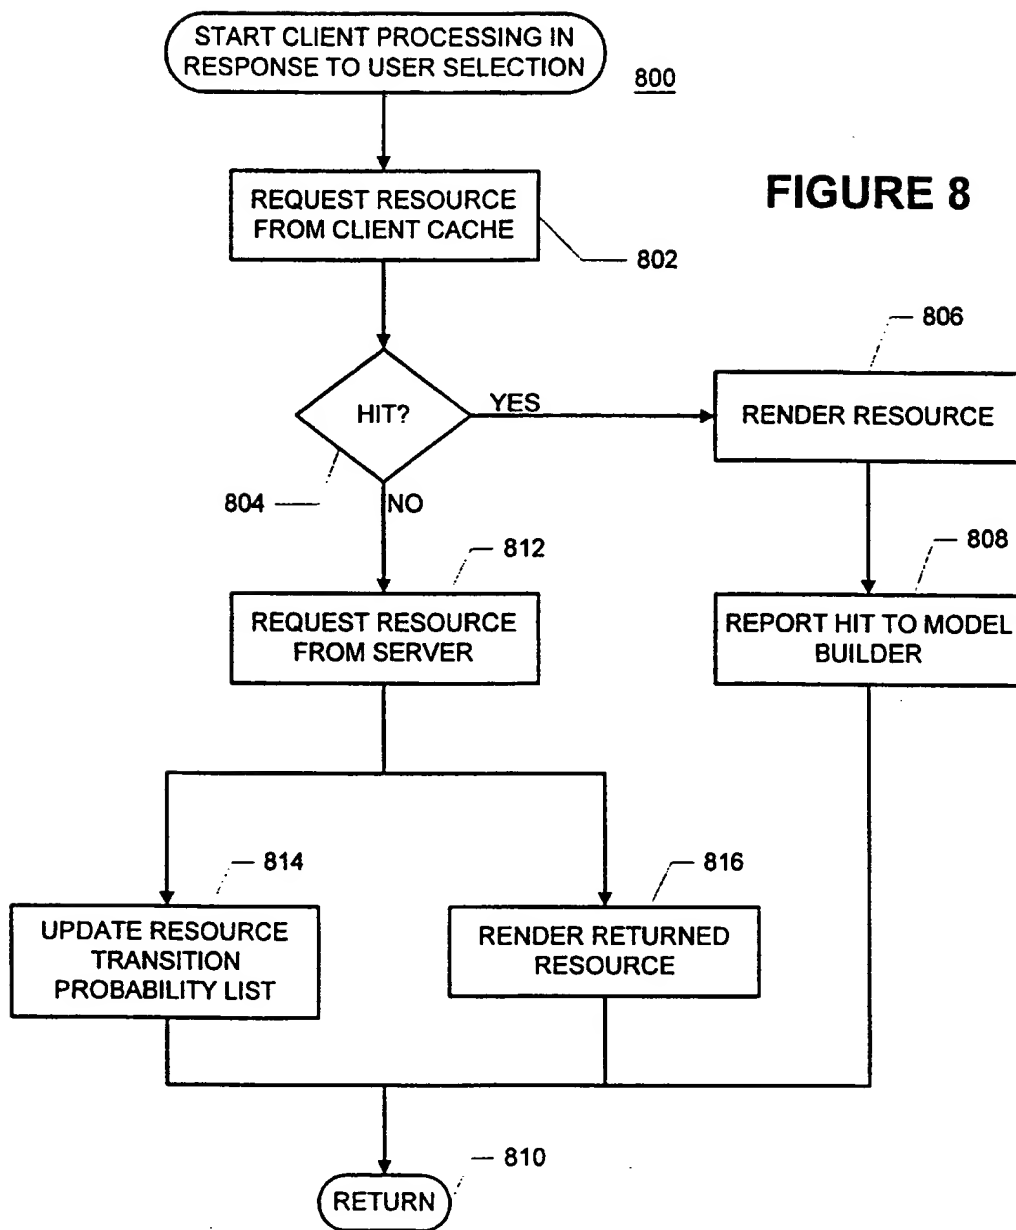 START CLIENT PROCESSING IN
RESPONSE TO USER SELECTION
800
FIGURE 8
REQUEST RESOURCE
FROM CLIENT CACHE
802
806
HIT?
YES
RENDER RESOURCE
804
NO
812
808
REQUEST RESOURCE
FROM SERVER
REPORT HIT TO MODEL
BUILDER
814
816
UPDATE RESOURCE
TRANSITION
PROBABILITY LIST
RENDER RETURNED
RESOURCE
810
RETURN